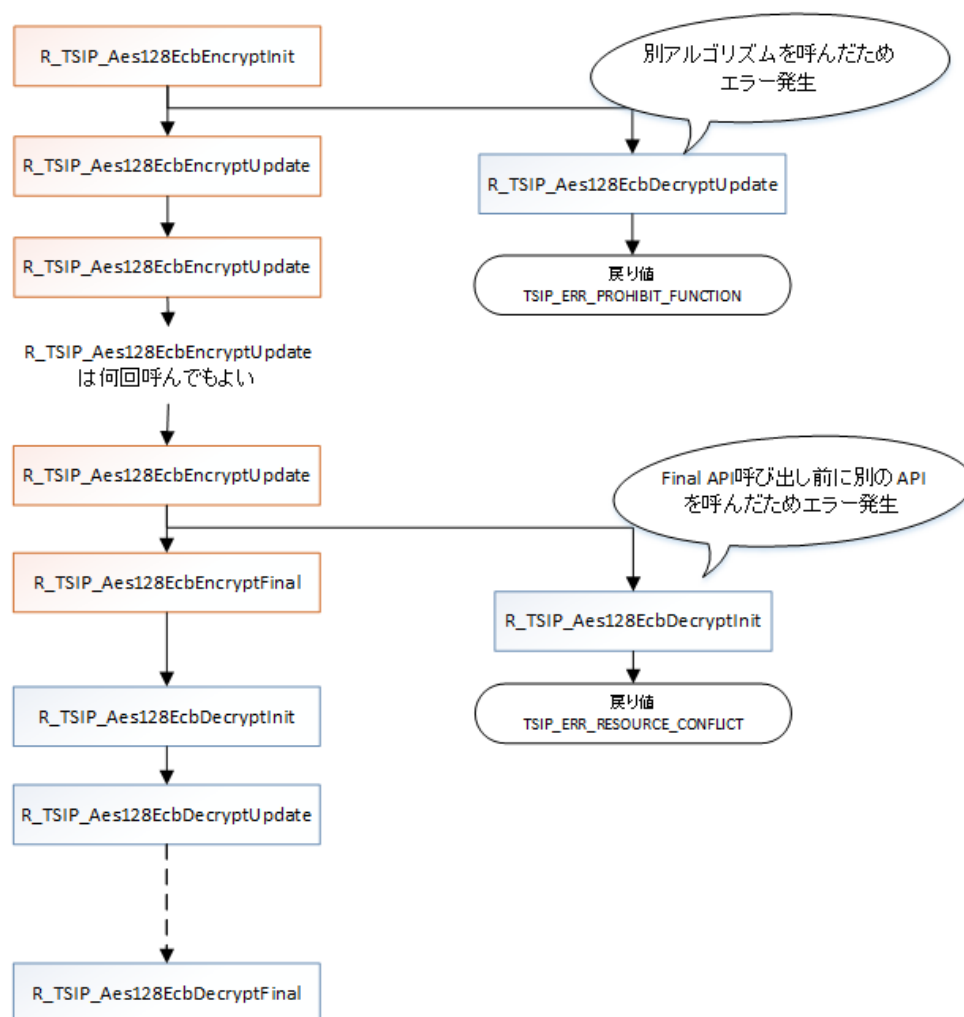 R_TSIP_Aes128EcbEncryptInit
別アルゴリズムを呼んだため
エラー発生
R_TSIP_Aes128EcbEncryptUpdate
R_TSIP_Aes128EcbDecryptUpdate
R_TSIP_Aes128EcbEncryptUpdate
戻り値
TSIP_ERR_PROHIBIT_FUNCTION
R_TSIP_Aes128EcbEncryptUpdate
は何回呼んでもよい
R_TSIP_Aes128EcbEncryptUpdate
Final API呼び出し前に別の API
を呼んだためエラー発生
R_TSIP_Aes128EcbEncryptFinal
R_TSIP_Aes128EcbDecryptInit
戻り値
TSIP_ERR_RESOURCE_CONFLICT
R_TSIP_Aes128EcbDecryptInit
R_TSIP_Aes128EcbDecryptUpdate
R_TSIP_Aes128EcbDecryptFinal